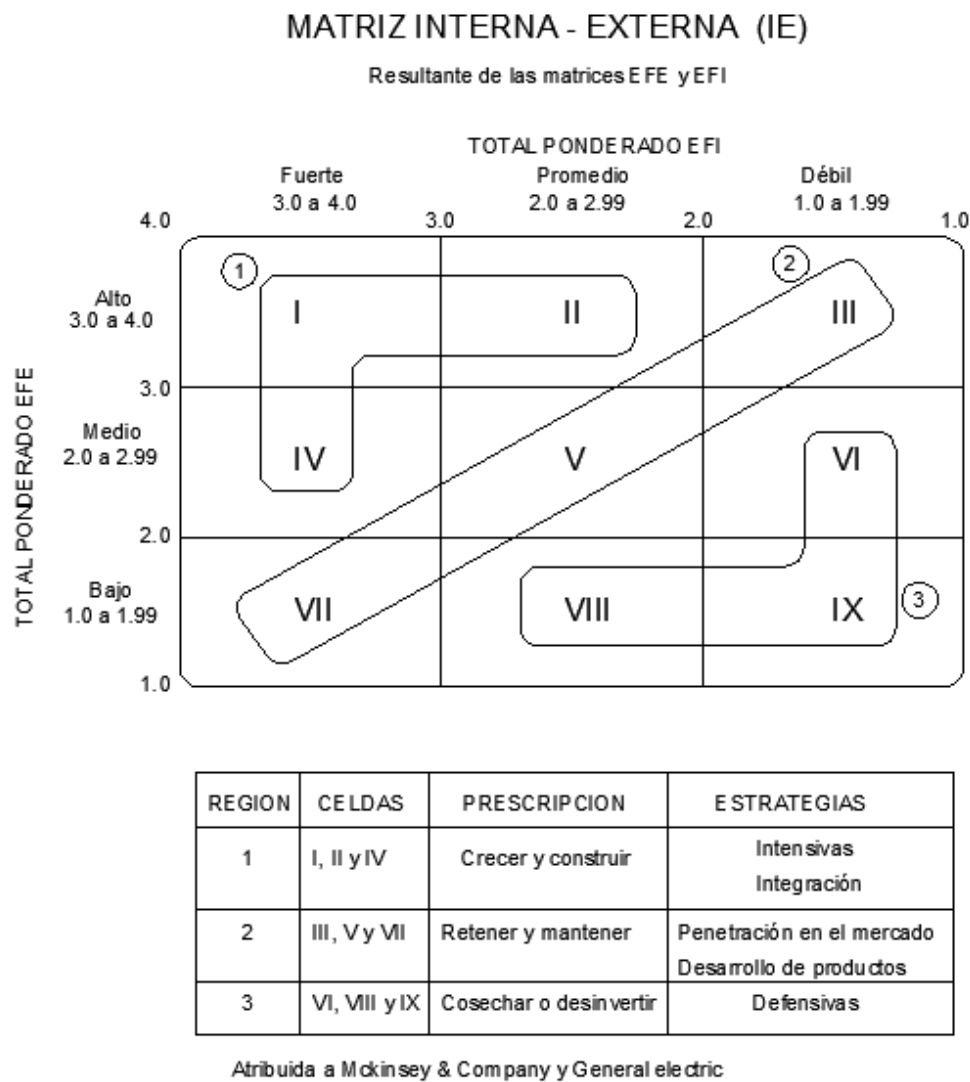 MATRIZ INTERNA - EXTERNA (IE)
Resultante de las matrices EFE y EFI
TOTAL PONDERADO EFI
Fuerte
3.0 a 4.0
Promedio
2.0 a 2.99
Débil
1.0 a 1.99
4.0 3.0 2.0 1.0
TOTAL PONDERADO EFE
1 2
Alto
3.0 a 4.0
I II III
3.0
Medio
2.0 a 2.99
IV V VI
2.0
Bajo
1.0 a 1.99
VII VIII IX 3
1.0
REGION CELDAS PRESCRIPCION ESTRATEGIAS
1 I, II y IV Crecer y construir Intensivas
Integración
2 III, V y VII Retener y mantener Penetración en el mercado
Desarrollo de productos
3 VI, VIII y IX Cosechar o desinvertir Defensivas
Atribuida a Mckinsey & Company y General electric